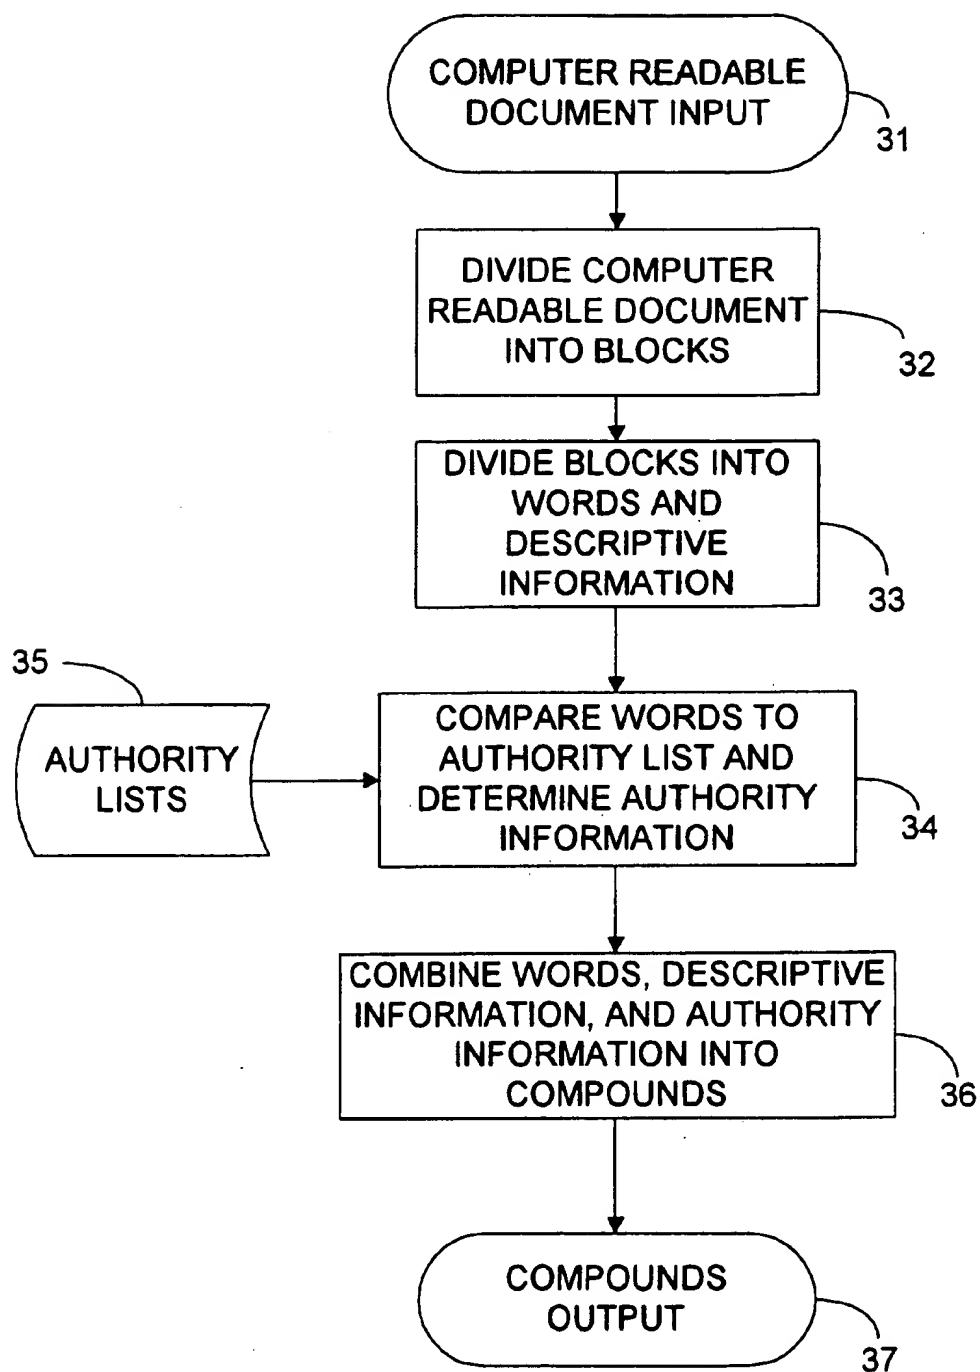 COMPUTER READABLE
DOCUMENT INPUT
31
DIVIDE COMPUTER
READABLE DOCUMENT
INTO BLOCKS
32
DIVIDE BLOCKS INTO
WORDS AND
DESCRIPTIVE
INFORMATION
33
35
AUTHORITY
LISTS
COMPARE WORDS TO
AUTHORITY LIST AND
DETERMINE AUTHORITY
INFORMATION
34
COMBINE WORDS, DESCRIPTIVE
INFORMATION, AND AUTHORITY
INFORMATION INTO
COMPOUNDS
36
COMPOUNDS
OUTPUT
37